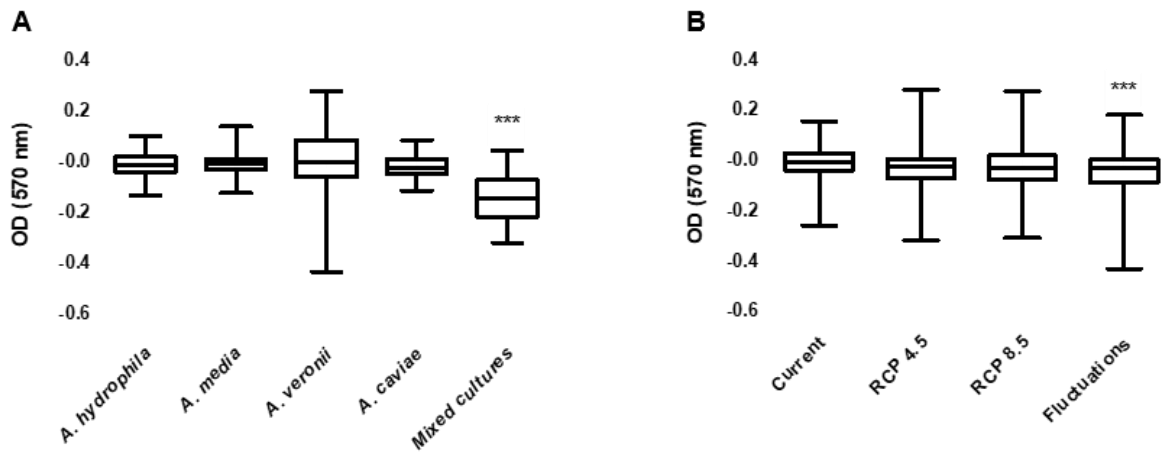 A
OD (570 nm)
0.4
0.2
-0.0
-0.2
-0.4
-0.6
***
A. hydrophila
A. media
A. veronii
A. caviae
Mixed cultures
B
OD (570 nm)
0.4
0.2
-0.0
-0.2
-0.4
-0.6
***
Current
RCP 4.5
RCP 8.5
Fluctuations